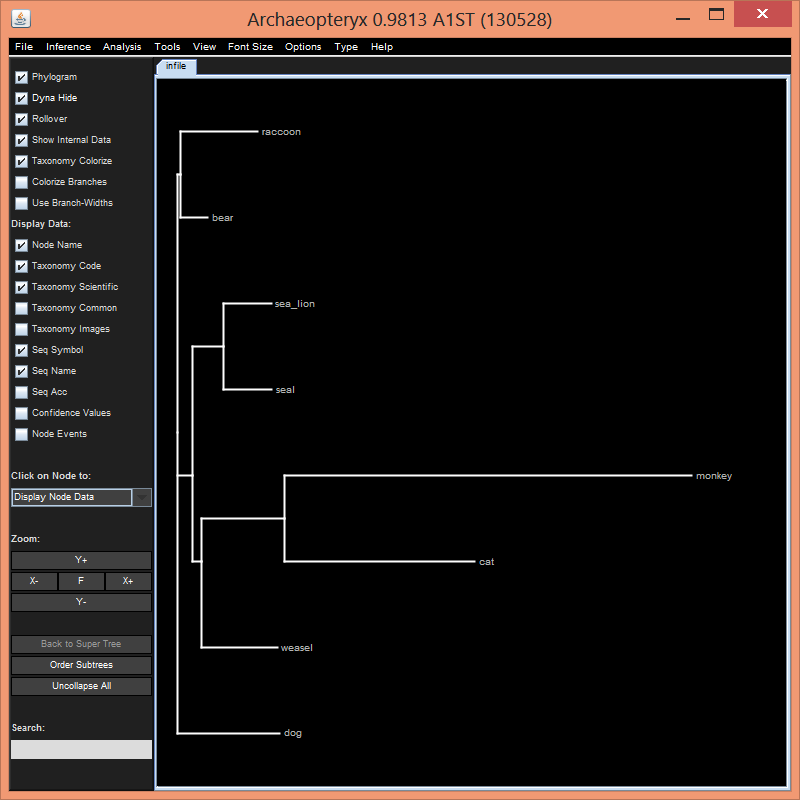 Archaeopteryx 0.9813 A1ST (130528)
File Inference Analysis Tools View Font Size Options Type Help
infile
Phylogram
Dyna Hide
Rollover
Show Internal Data
Taxonomy Colorize
Colorize Branches
Use Branch-Widths
Display Data:
Node Name
Taxonomy Code
Taxonomy Scientific
Taxonomy Common
Taxonomy Images
Seq Symbol
Seq Name
Seq Acc
Confidence Values
Node Events
Click on Node to:
Display Node Data
Zoom:
Y+
X- F X+
Y-
Back to Super Tree
Order Subtrees
Uncollapse All
Search:
raccoon
bear
sea_lion
seal
monkey
cat
weasel
dog